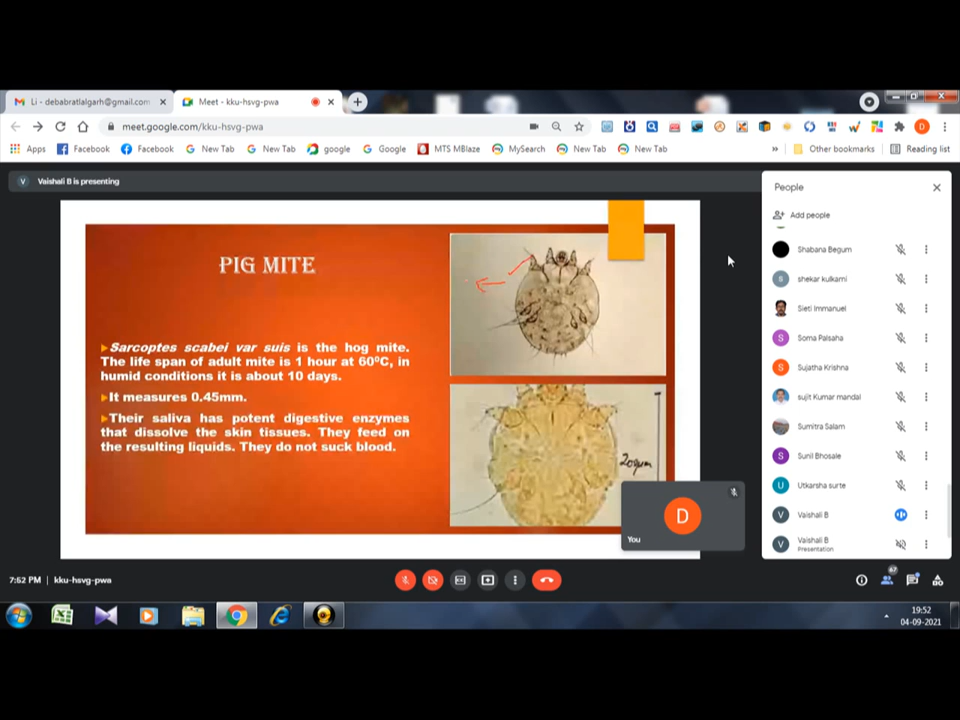 Li - debabratlalgarh@gmail.com
Meet - kku-hsvg-pwa
meet.google.com/kku-hsvg-pwa
Apps Facebook Facebook New Tab New Tab google Google MTS MBlaze MySearch New Tab New Tab » Other bookmarks Reading list
V Vaishali B is presenting
PIG MITE
Sarcoptes scabei var suis is the hog mite.
The life span of adult mite is 1 hour at 60⁰C, in
humid conditions it is about 10 days.
It measures 0.45mm.
Their saliva has potent digestive enzymes
that dissolve the skin tissues. They feed on
the resulting liquids. They do not suck blood.
20µm
D
You
People
Add people
Shabana Begum
S shekar kulkarni
Sieti Immanuel
S Soma Palsaha
Sujatha Krishna
sujit Kumar mandal
Sumitra Salam
S Sunil Bhosale
U Utkarsha surte
V Vaishali B
V Vaishali B
Presentation
7:52 PM kku-hsvg-pwa
67
19:52
04-09-2021